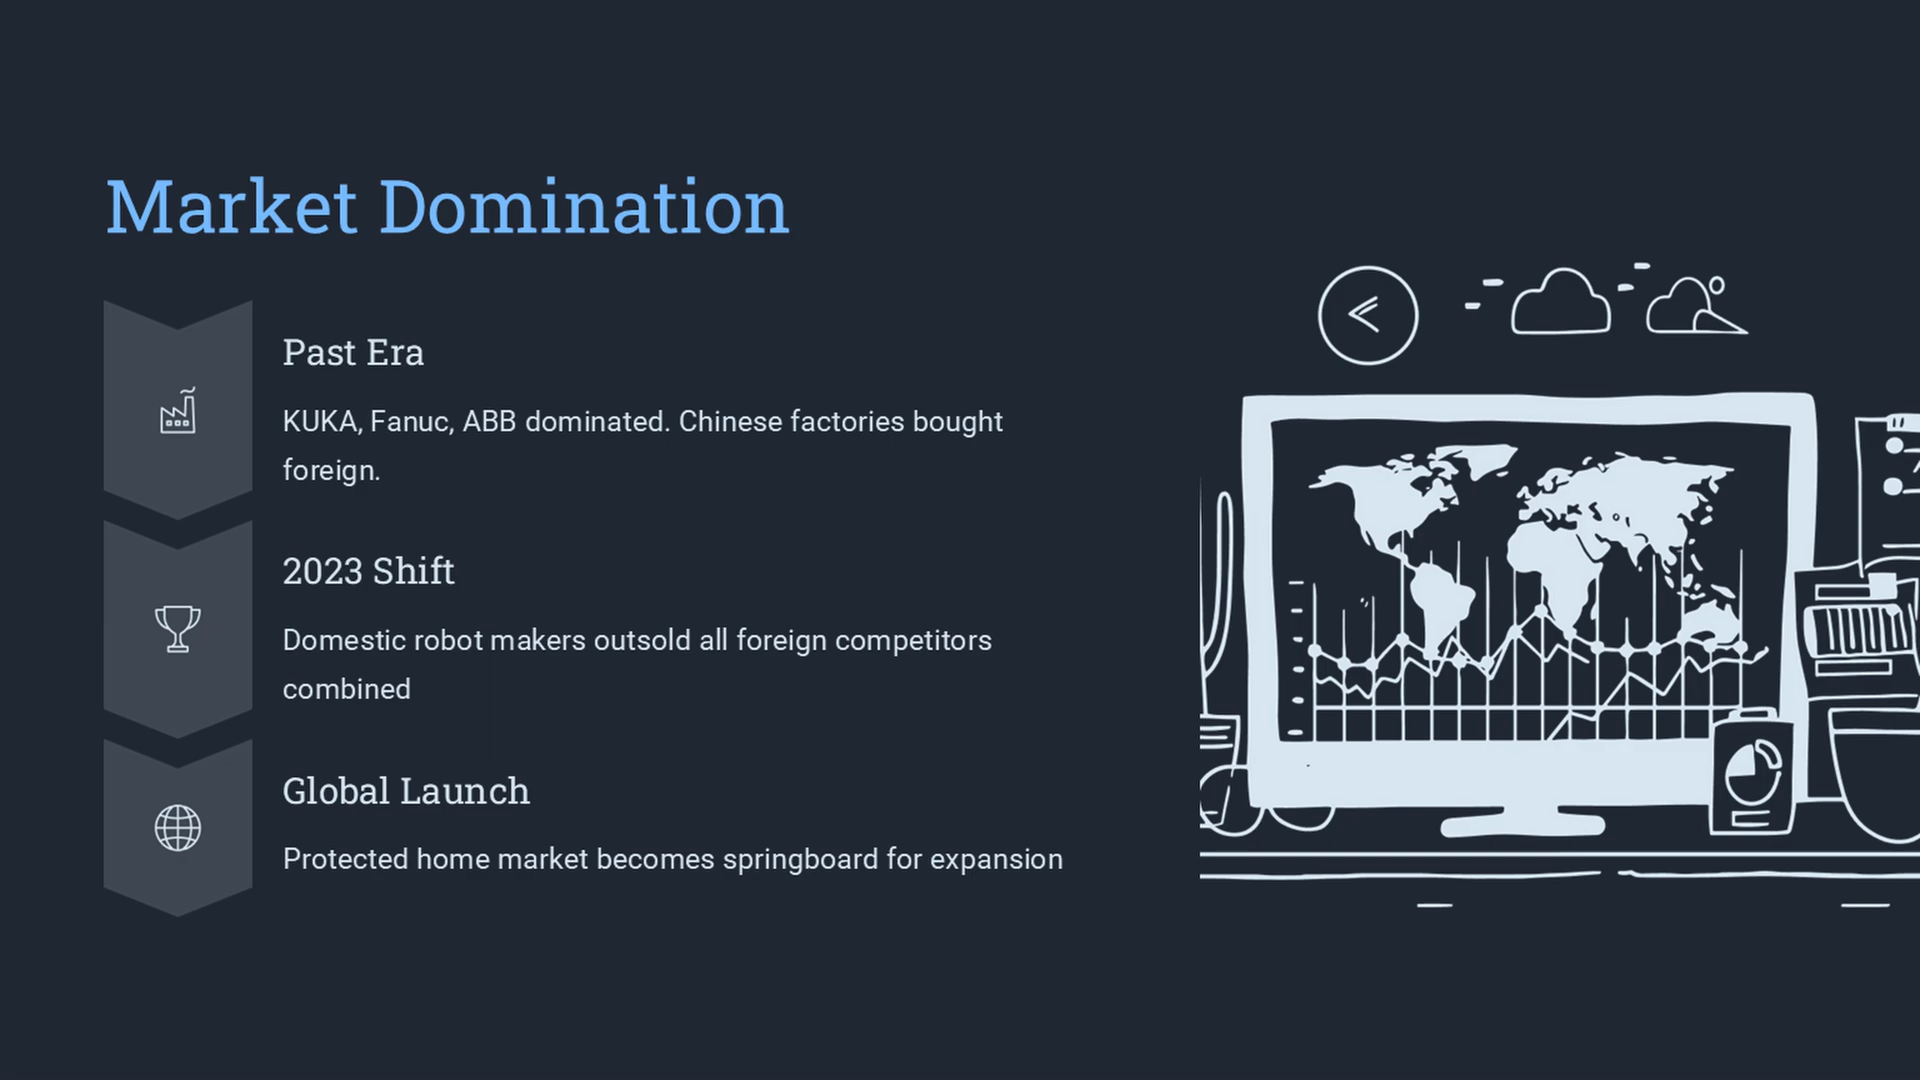 Market Domination
Past Era
KUKA, Fanuc, ABB dominated. Chinese factories bought
foreign.
2023 Shift
Domestic robot makers outsold all foreign competitors
combined
Global Launch
Protected home market becomes springboard for expansion